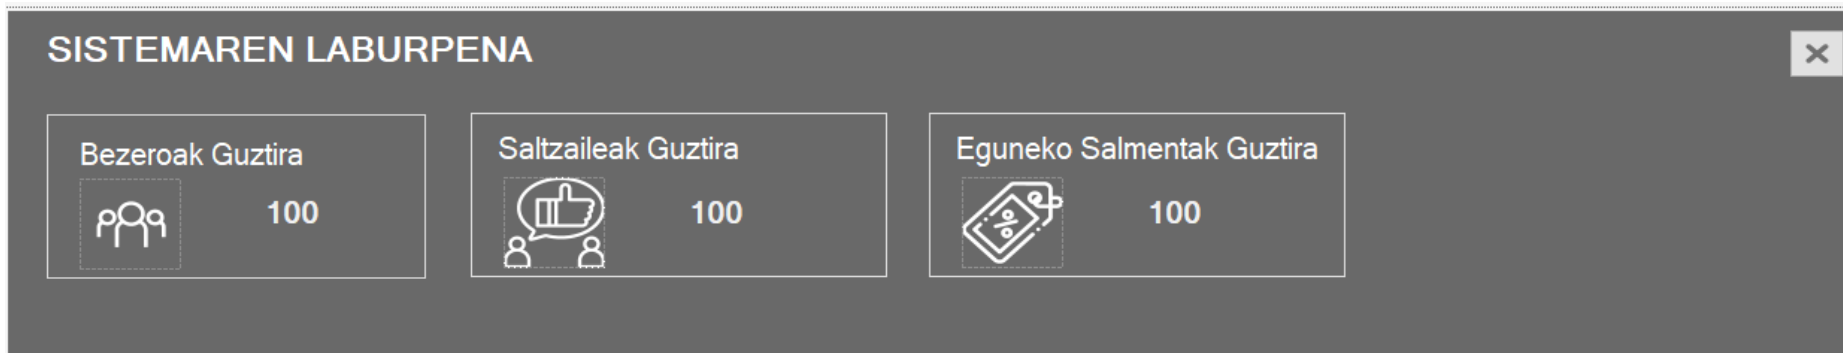 SISTEMAREN LABURPENA
Bezeroak Guztira
100
Saltzaileak Guztira
100
Eguneko Salmentak Guztira
100